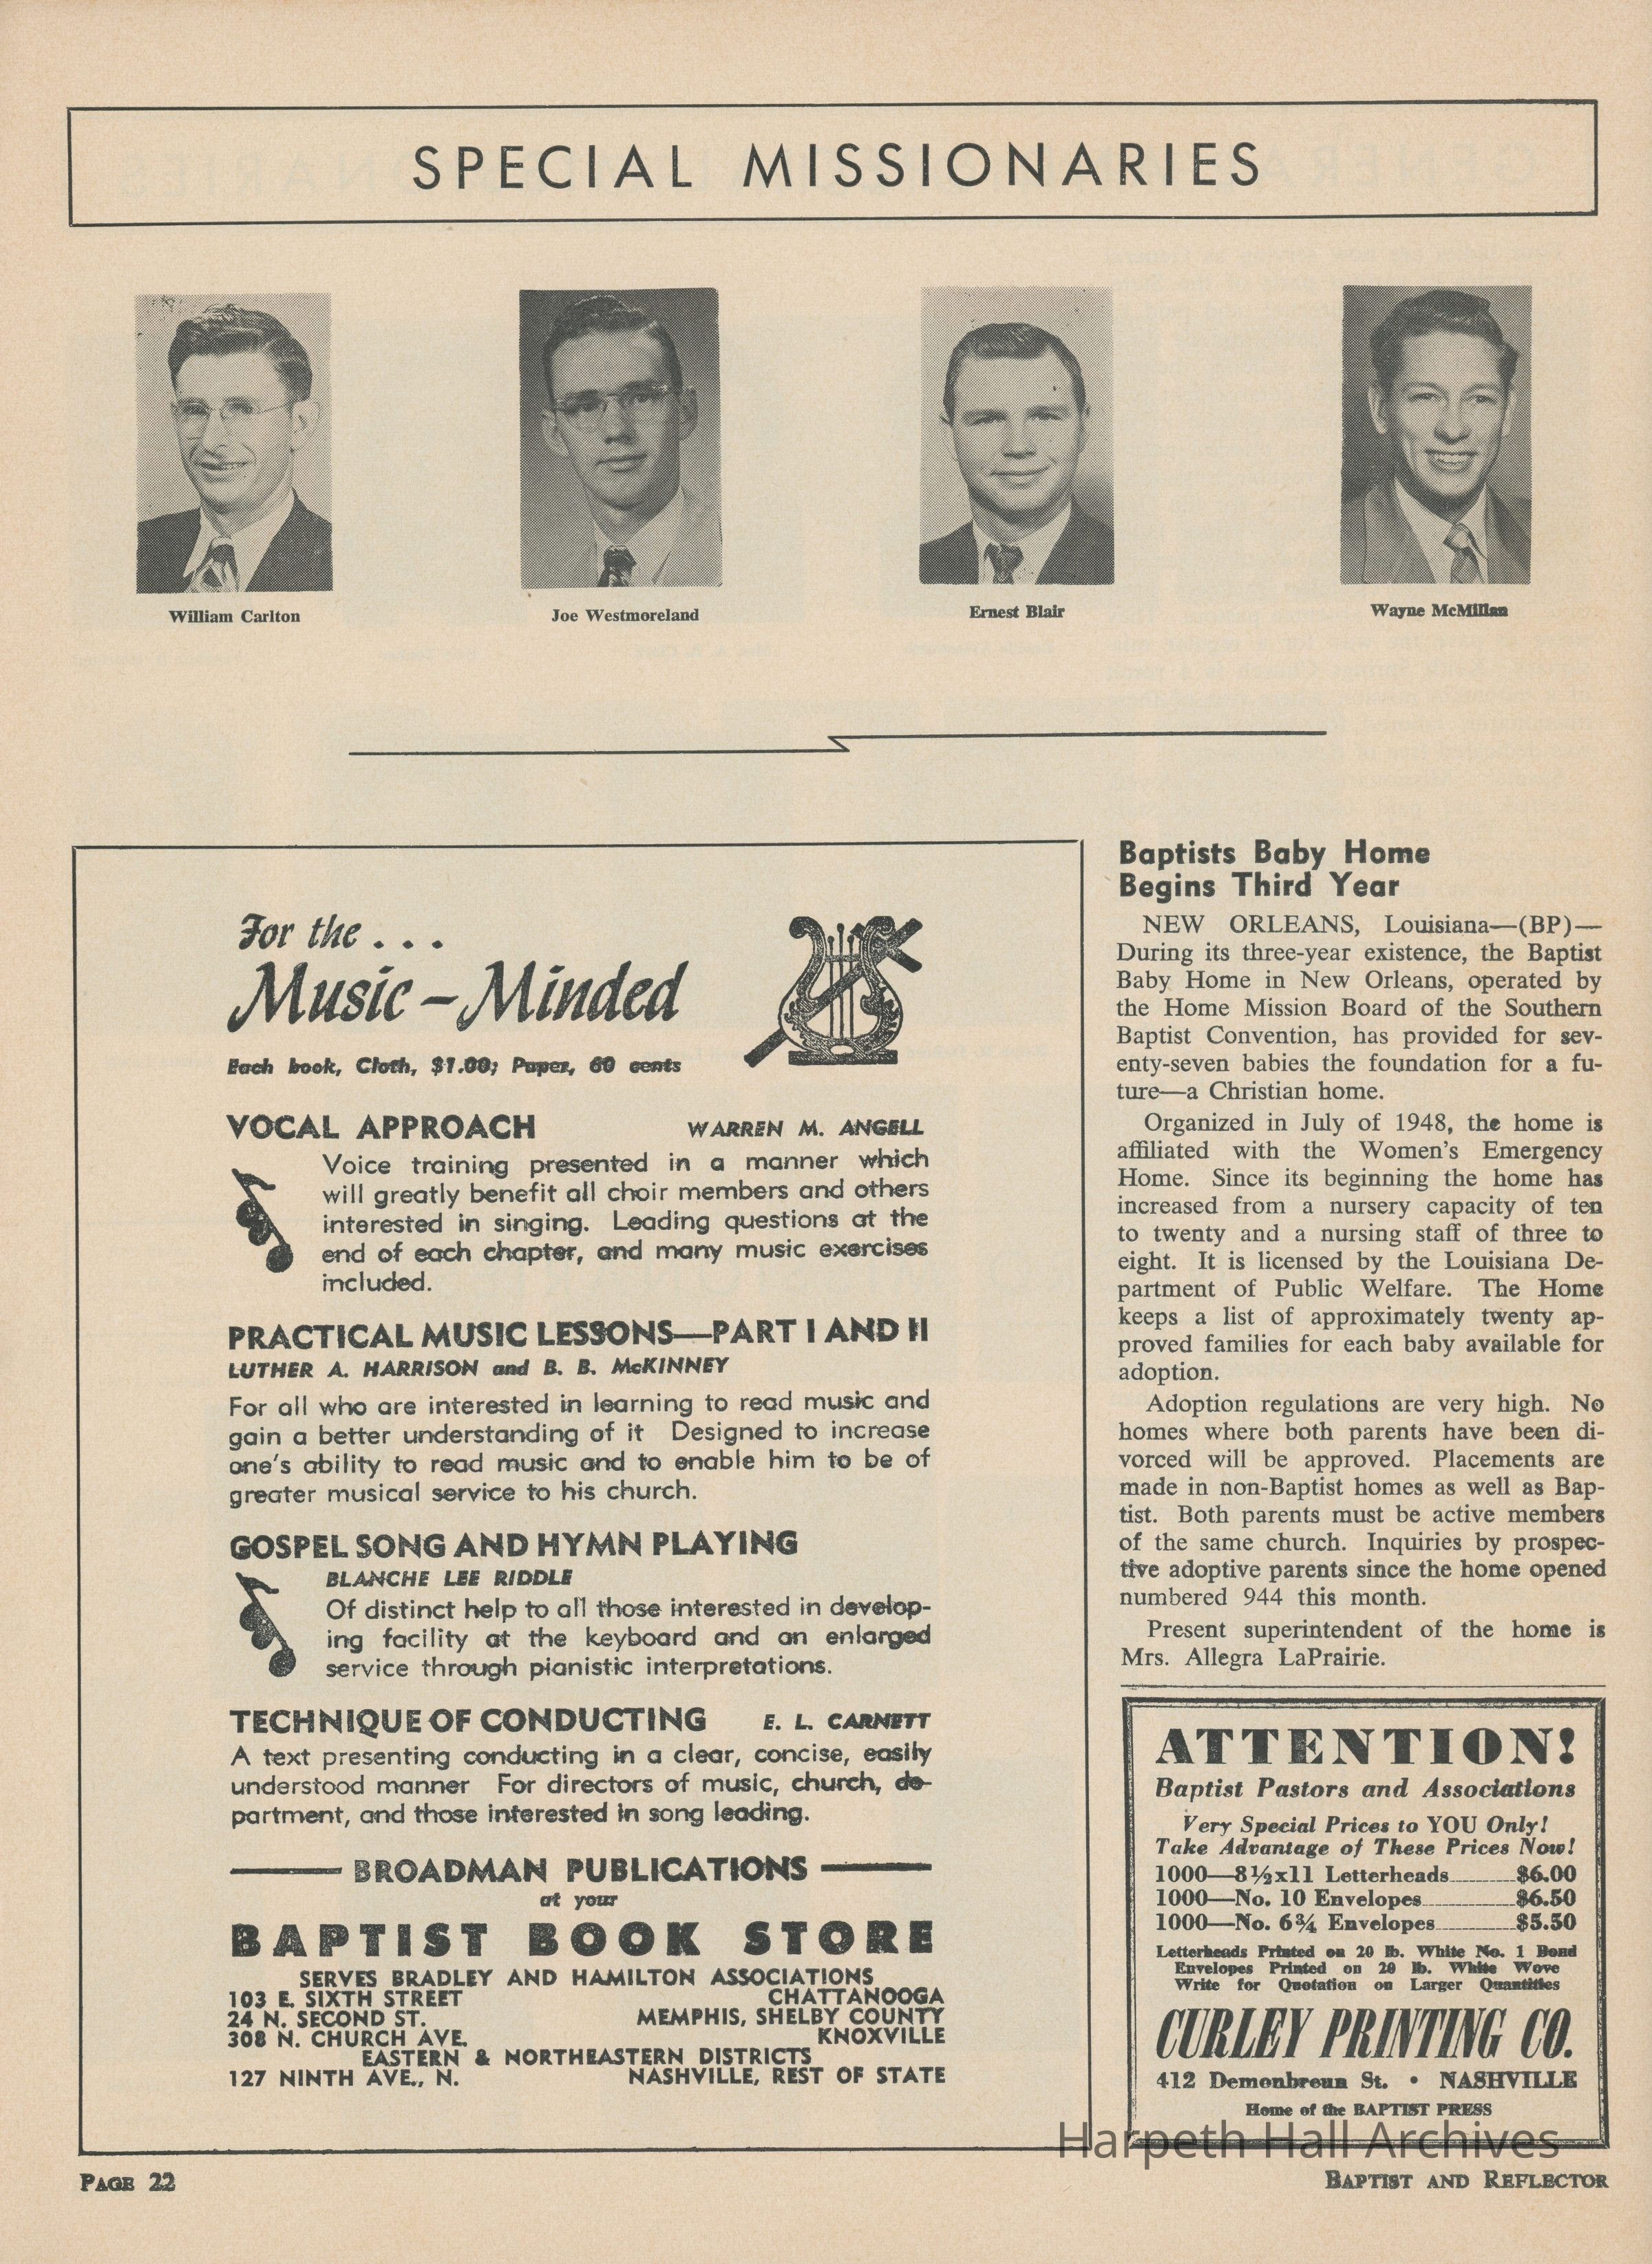 SPECIAL MISSIONARIES
William Carlton
Joe Westmoreland
Ernest Blair
Wayne McMillan
For the . . .
Music – Minded
Each book, Cloth, $1.00; Paper, 60 cents
VOCAL APPROACH WARREN M. ANGELL
Voice training presented in a manner which
will greatly benefit all choir members and others
interested in singing. Leading questions at the
end of each chapter, and many music exercises
included.
PRACTICAL MUSIC LESSONS—PART I AND II
LUTHER A. HARRISON and B. B. McKINNEY
For all who are interested in learning to read music and
gain a better understanding of it Designed to increase
one's ability to read music and to enable him to be of
greater musical service to his church.
GOSPEL SONG AND HYMN PLAYING
BLANCHE LEE RIDDLE
Of distinct help to all those interested in develop-
ing facility at the keyboard and an enlarged
service through pianistic interpretations.
TECHNIQUE OF CONDUCTING E. L. CARNETT
A text presenting conducting in a clear, concise, easily
understood manner For directors of music, church, de-
partment, and those interested in song leading.
BROADMAN PUBLICATIONS
at your
BAPTIST BOOK STORE
SERVES BRADLEY AND HAMILTON ASSOCIATIONS
103 E. SIXTH STREET CHATTANOOGA
24 N. SECOND ST. MEMPHIS, SHELBY COUNTY
308 N. CHURCH AVE. KNOXVILLE
EASTERN & NORTHEASTERN DISTRICTS
127 NINTH AVE., N. NASHVILLE, REST OF STATE
Baptists Baby Home
Begins Third Year
NEW ORLEANS, Louisiana—(BP)—
During its three-year existence, the Baptist
Baby Home in New Orleans, operated by
the Home Mission Board of the Southern
Baptist Convention, has provided for sev-
enty-seven babies the foundation for a fu-
ture—a Christian home.
Organized in July of 1948, the home is
affiliated with the Women's Emergency
Home. Since its beginning the home has
increased from a nursery capacity of ten
to twenty and a nursing staff of three to
eight. It is licensed by the Louisiana De-
partment of Public Welfare. The Home
keeps a list of approximately twenty ap-
proved families for each baby available for
adoption.
Adoption regulations are very high. No
homes where both parents have been di-
vorced will be approved. Placements are
made in non-Baptist homes as well as Bap-
tist. Both parents must be active members
of the same church. Inquiries by prospec-
tive adoptive parents since the home opened
numbered 944 this month.
Present superintendent of the home is
Mrs. Allegra LaPrairie.
ATTENTION!
Baptist Pastors and Associations
Very Special Prices to YOU Only!
Take Advantage of These Prices Now!
1000—8½x11 Letterheads $6.00
1000—No. 10 Envelopes $6.50
1000—No. 6¾ Envelopes $5.50
Letterheads Printed on 20 lb. White No. 1 Bond
Envelopes Printed on 20 lb. White Wove
Write for Quotation on Larger Quantities
CURLEY PRINTING CO.
412 Demonbreun St. • NASHVILLE
Home of the BAPTIST PRESS
Harpeth Hall Archives
PAGE 22
BAPTIST AND REFLECTOR